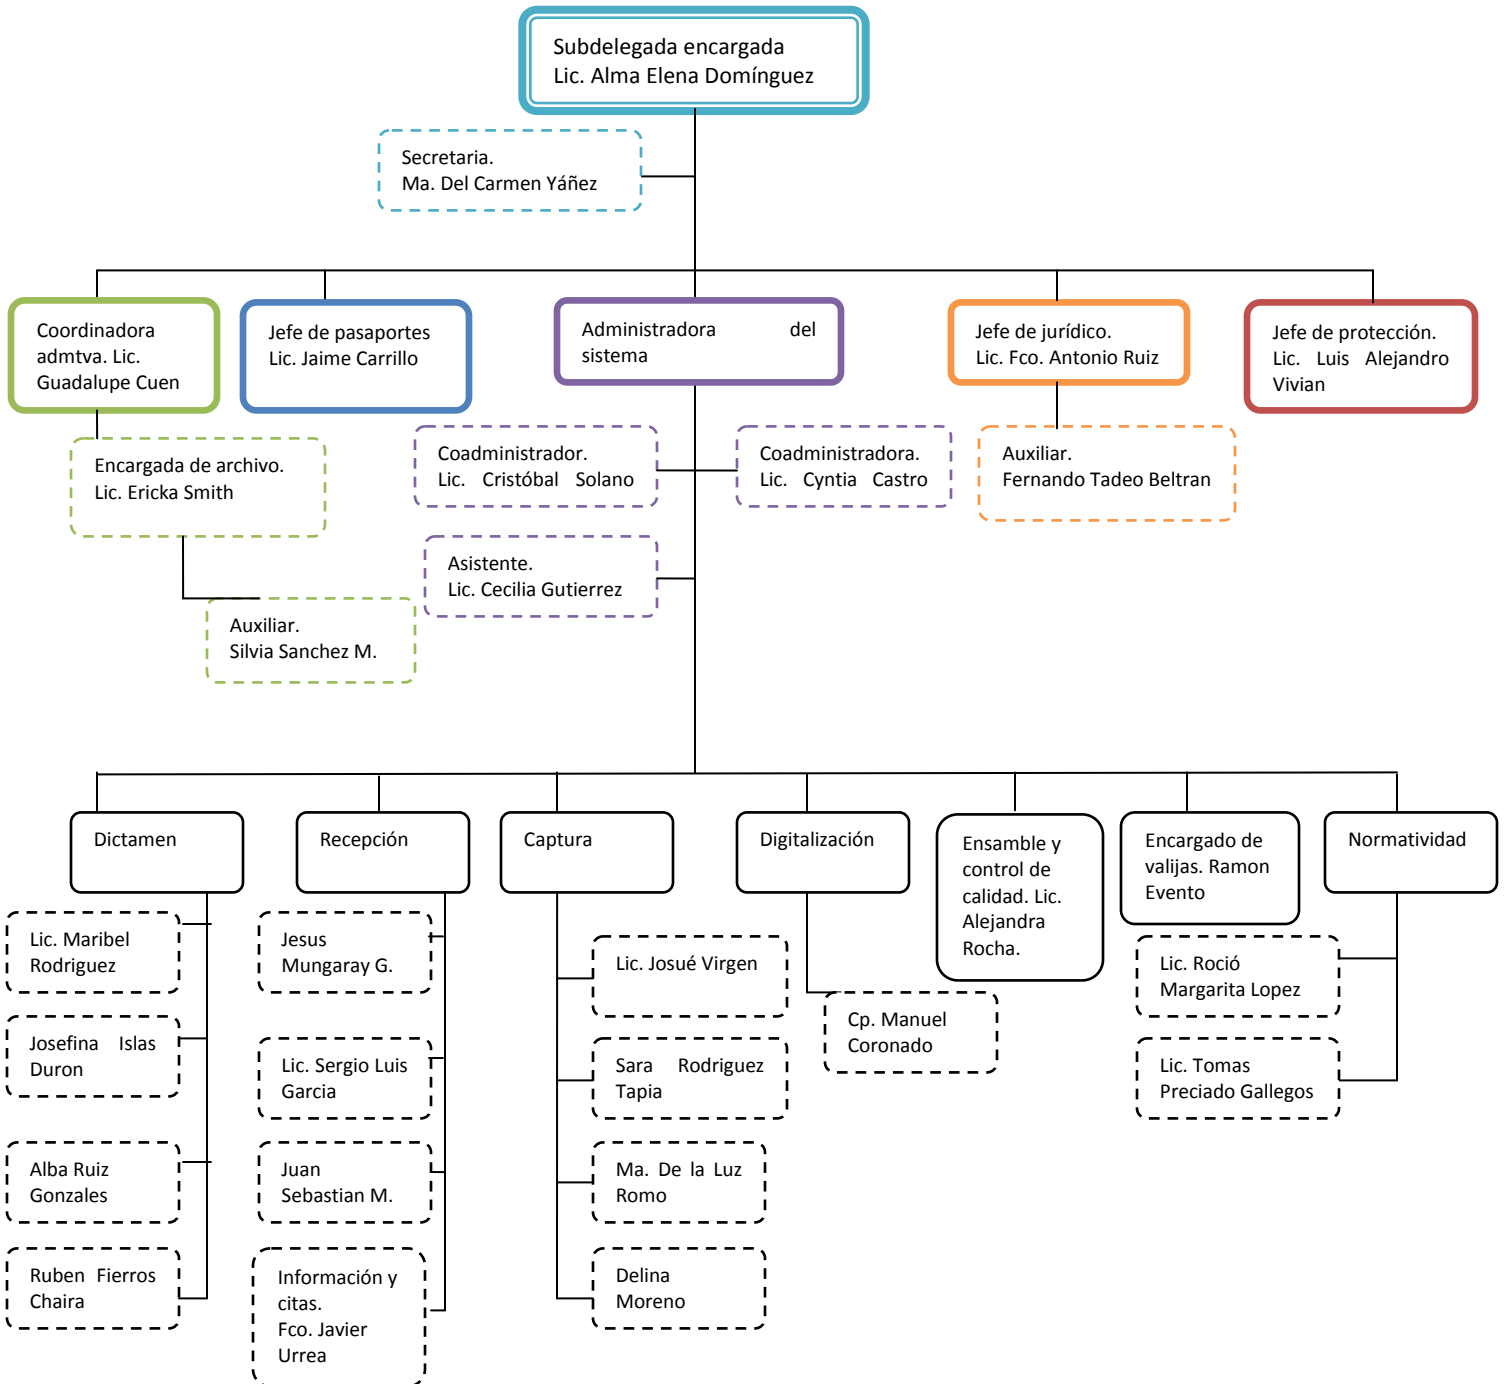 Subdelegada encargada
Lic. Alma Elena Domínguez
Secretaria.
Ma. Del Carmen Yáñez
Coordinadora
admtva. Lic.
Guadalupe Cuen
Jefe de pasaportes
Lic. Jaime Carrillo
Administradora del
sistema
Jefe de jurídico.
Lic. Fco. Antonio Ruiz
Jefe de protección.
Lic. Luis Alejandro
Vivian
Encargada de archivo.
Lic. Ericka Smith
Coadministrador.
Lic. Cristóbal Solano
Coadministradora.
Lic. Cyntia Castro
Auxiliar.
Fernando Tadeo Beltran
Asistente.
Lic. Cecilia Gutierrez
Auxiliar.
Silvia Sanchez M.
Dictamen
Recepción
Captura
Digitalización
Ensamble y
control de
calidad. Lic.
Alejandra
Rocha.
Encargado de
valijas. Ramon
Evento
Normatividad
Lic. Maribel
Rodriguez
Josefina Islas
Duron
Alba Ruiz
Gonzales
Ruben Fierros
Chaira
Jesus
Mungaray G.
Lic. Sergio Luis
Garcia
Juan
Sebastian M.
Información y
citas.
Fco. Javier
Urrea
Lic. Josué Virgen
Sara Rodriguez
Tapia
Ma. De la Luz
Romo
Delina
Moreno
Cp. Manuel
Coronado
Lic. Roció
Margarita Lopez
Lic. Tomas
Preciado Gallegos